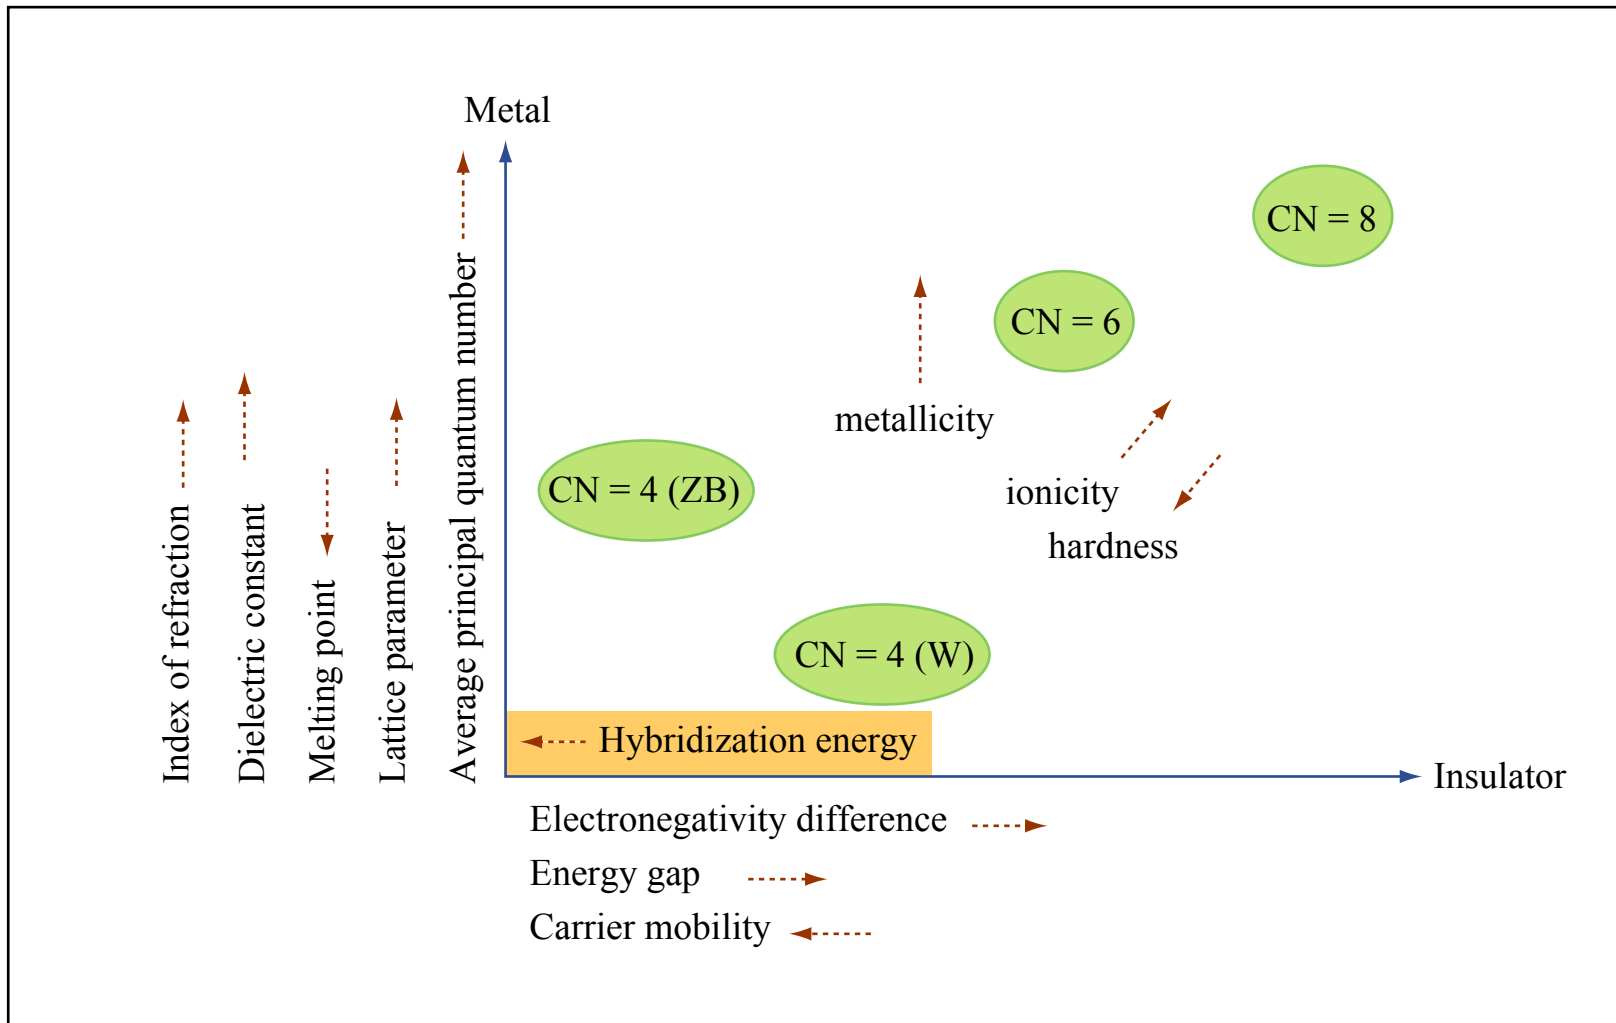 Metal
CN = 8
CN = 6
metallicity
CN = 4 (ZB)
ionicity
hardness
CN = 4 (W)
Hybridization energy
Insulator
Index of refraction
Dielectric constant
Melting point
Lattice parameter
Average principal quantum number
Electronegativity difference
Energy gap
Carrier mobility